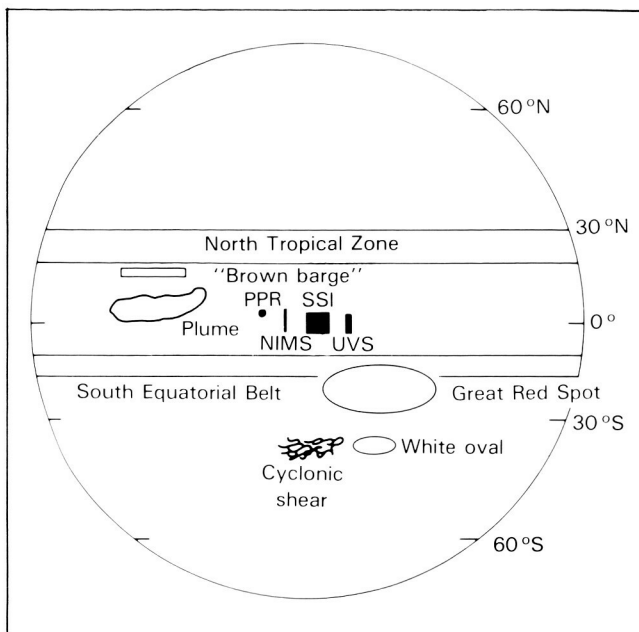 60°N
30°N
North Tropical Zone
"Brown barge"
PPR SSI
Plume
0°
NIMS UVS
South Equatorial Belt
Great Red Spot
30°S
White oval
Cyclonic
shear
60°S